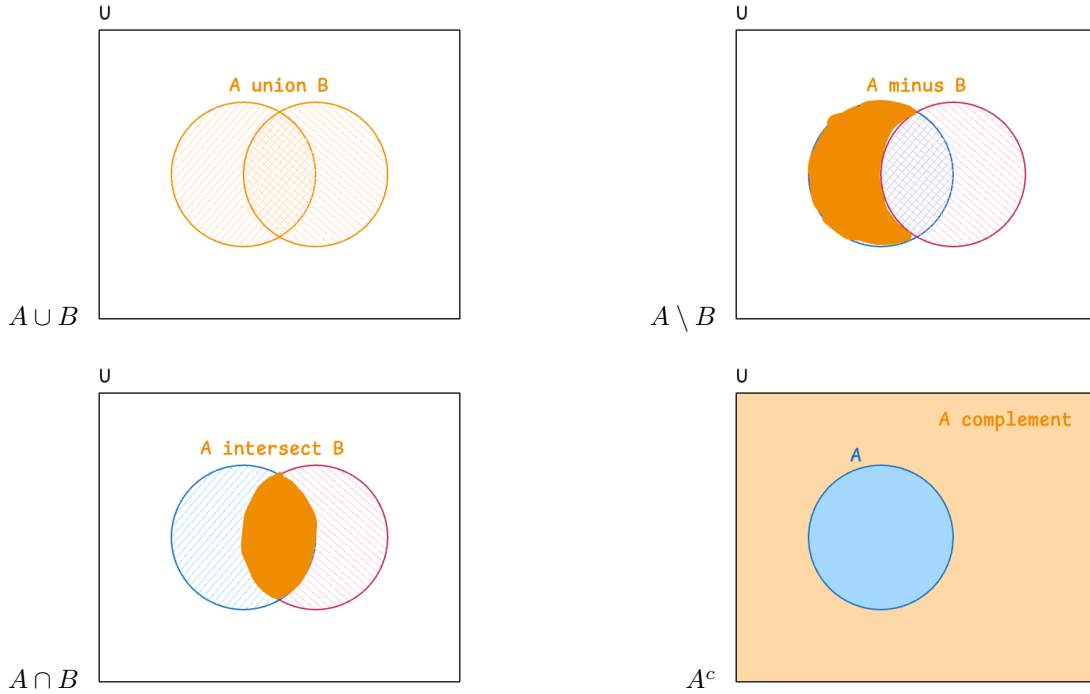 U
A union B
A ∪ B
U
A minus B
A \ B
U
A intersect B
A ∩ B
U
A complement
A
Aᶜ